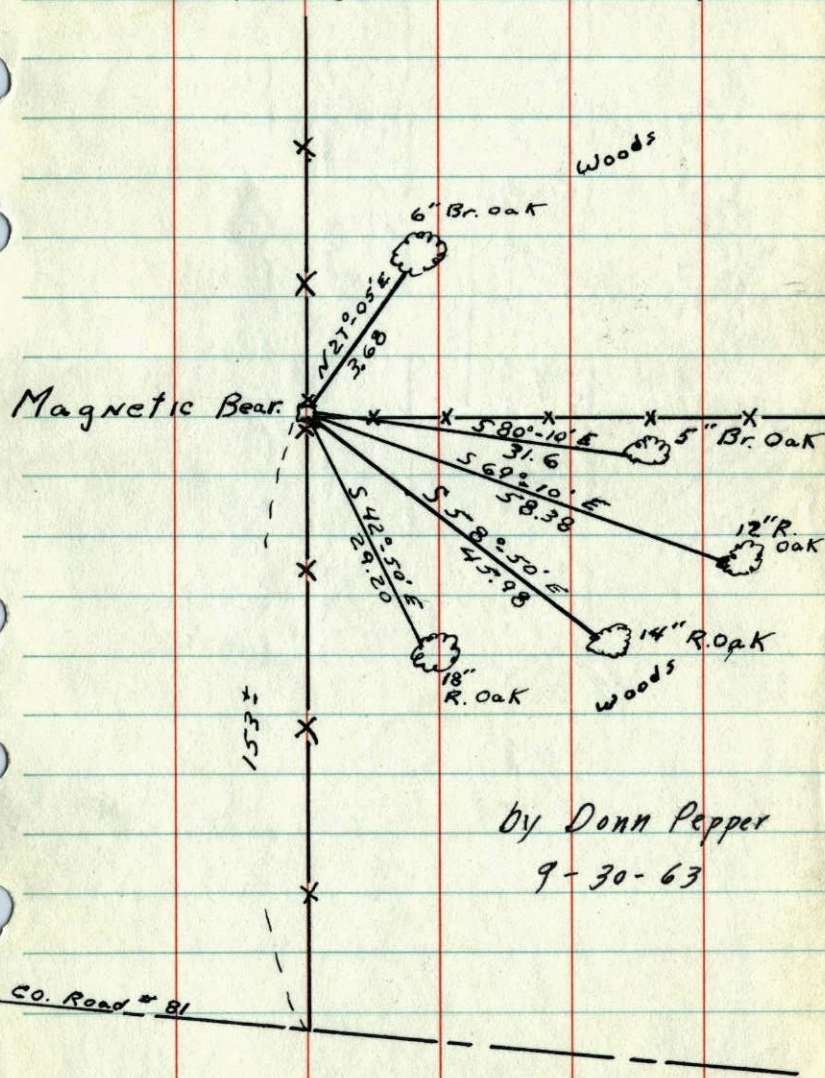 Woods
6" Br. oak
N 27°-05' E
3.68
Magnetic Bear.
S 80°-10' E
31.6
5" Br. Oak
S 69°-10' E
58.38
12" R.
Oak
S 58°-50' E
45.98
14" R. Oak
S 42°-50' E
29.20
18"
R. Oak
Woods
153±
by Donn Pepper
9-30-63
Co. Road # 81